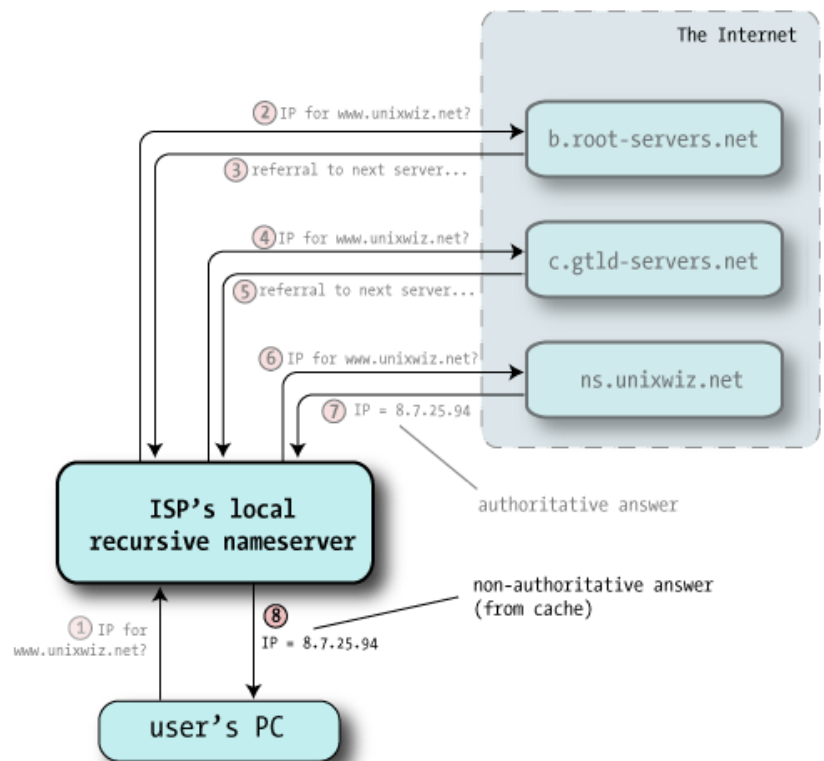 The Internet
2 IP for www.unixwiz.net?
b.root-servers.net
3 referral to next server...
4 IP for www.unixwiz.net?
c.gtld-servers.net
5 referral to next server...
6 IP for www.unixwiz.net?
ns.unixwiz.net
7 IP = 8.7.25.94
authoritative answer
ISP's local
recursive nameserver
non-authoritative answer
(from cache)
1 IP for
www.unixwiz.net?
8
IP = 8.7.25.94
user's PC